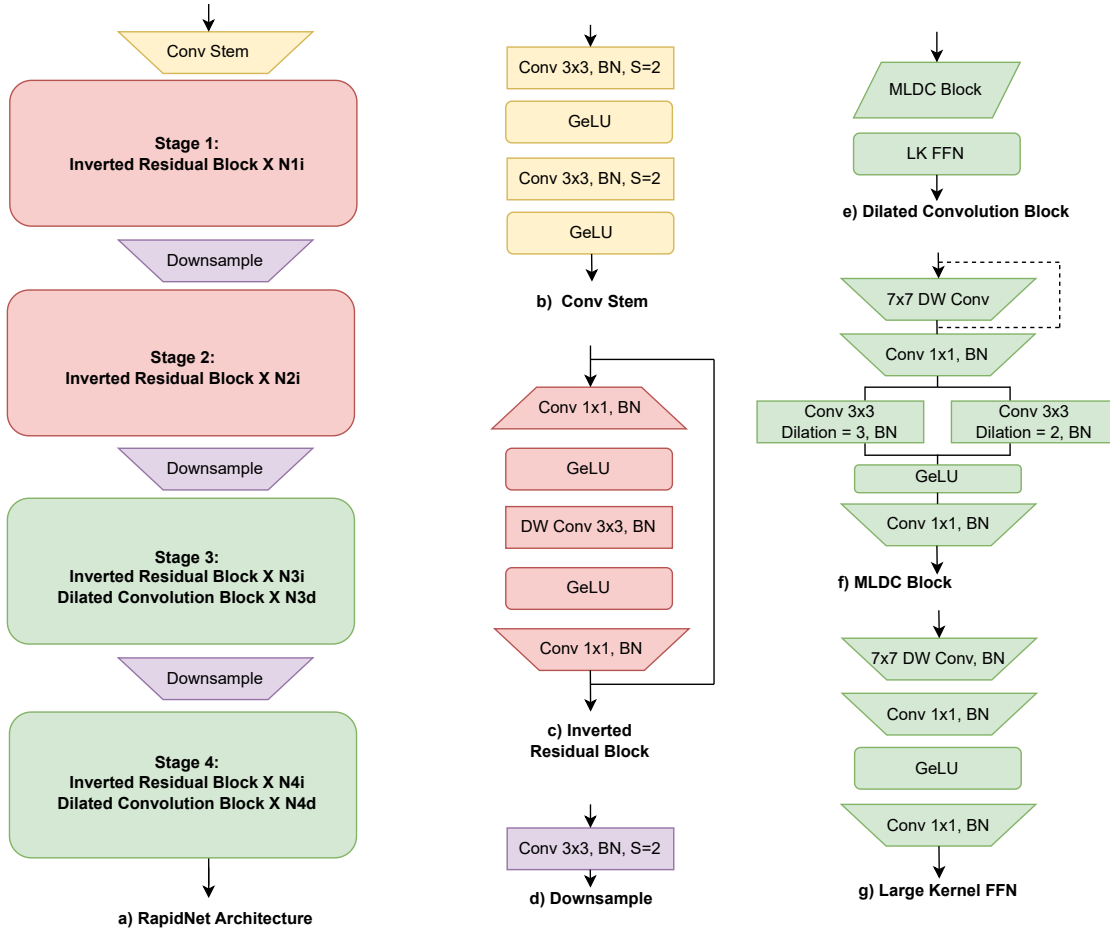 Conv Stem
Stage 1:
Inverted Residual Block X N1i
Downsample
Stage 2:
Inverted Residual Block X N2i
Downsample
Stage 3:
Inverted Residual Block X N3i
Dilated Convolution Block X N3d
Downsample
Stage 4:
Inverted Residual Block X N4i
Dilated Convolution Block X N4d
a) RapidNet Architecture
Conv 3x3, BN, S=2
GeLU
Conv 3x3, BN, S=2
GeLU
b) Conv Stem
Conv 1x1, BN
GeLU
DW Conv 3x3, BN
GeLU
Conv 1x1, BN
c) Inverted
Residual Block
Conv 3x3, BN, S=2
d) Downsample
MLDC Block
LK FFN
e) Dilated Convolution Block
7x7 DW Conv
Conv 1x1, BN
Conv 3x3
Dilation = 3, BN
Conv 3x3
Dilation = 2, BN
GeLU
Conv 1x1, BN
f) MLDC Block
7x7 DW Conv, BN
Conv 1x1, BN
GeLU
Conv 1x1, BN
g) Large Kernel FFN